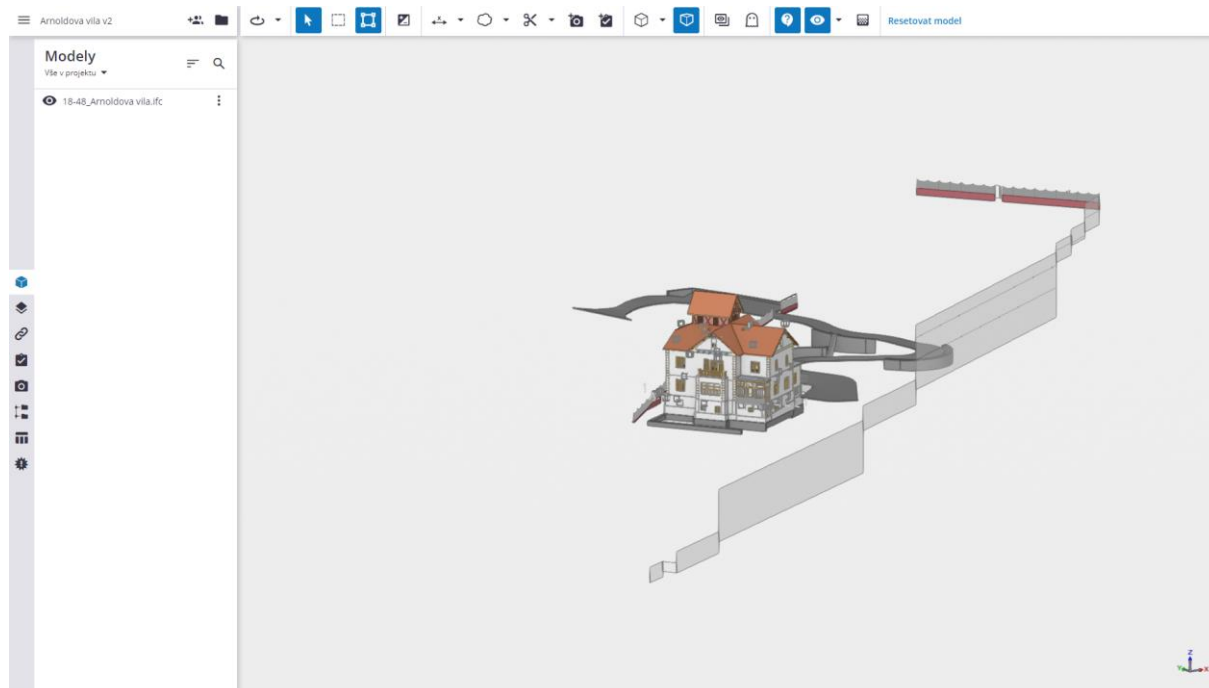 Arnoldova vila v2
Resetovat model
Modely
Vše v projektu
18-48_Arnoldova vila.ifc
Z
Y
X